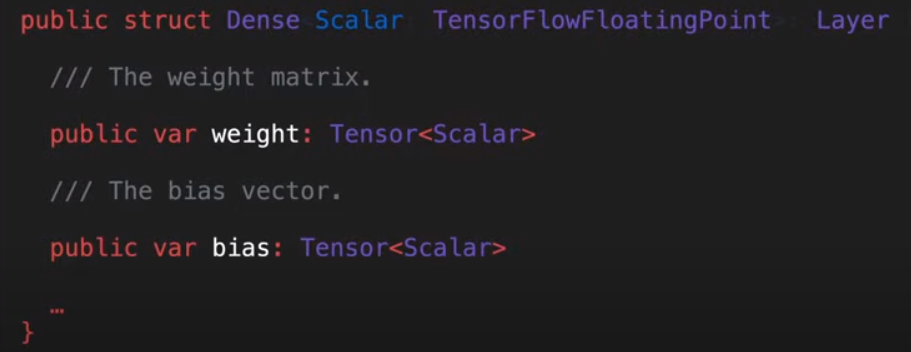 public struct Dense Scalar TensorFlowFloatingPoint Layer
/// The weight matrix.
public var weight: Tensor<Scalar>
/// The bias vector.
public var bias: Tensor<Scalar>
…
}